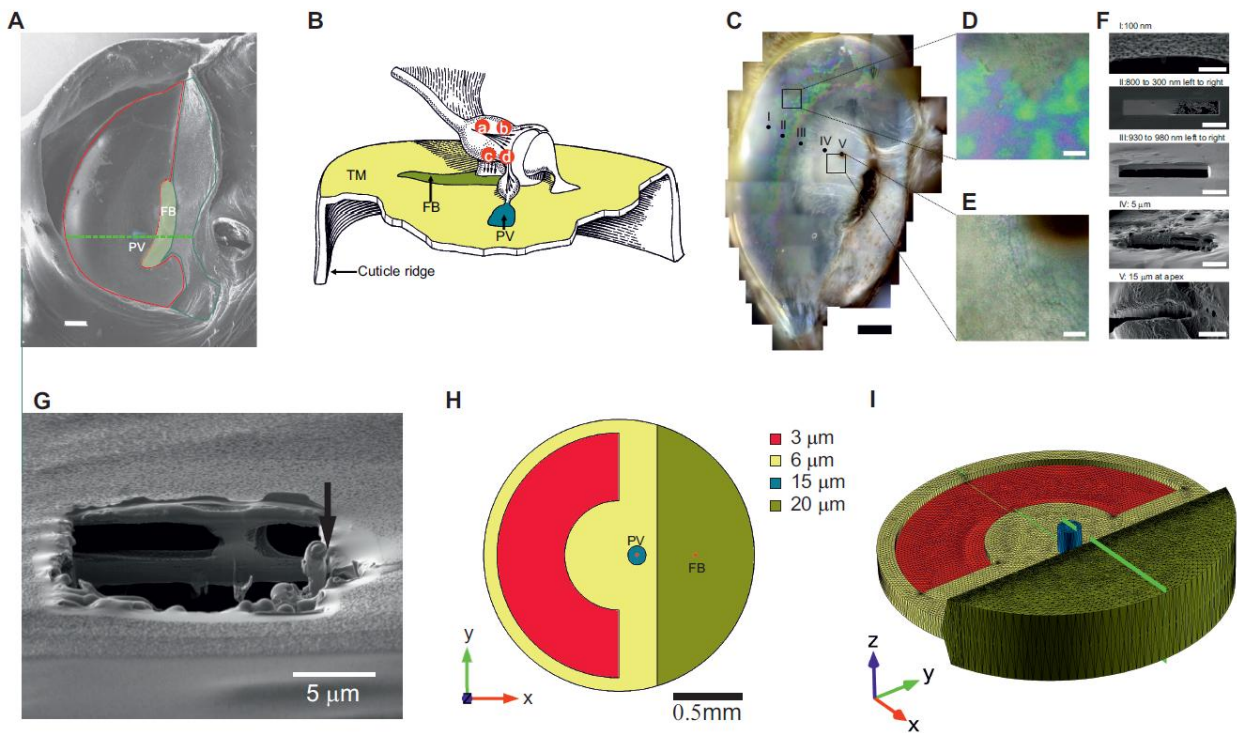 A
FB
PV
B
a b
c d
TM
FB
PV
Cuticle ridge
C
I
II
III
IV
V
D
E
F
I:100 nm
II:800 to 300 nm left to right
III:930 to 980 nm left to right
IV: 5 μm
V: 15 μm at apex
G
5 μm
H
PV
FB
y
x
0.5mm
3 μm
6 μm
15 μm
20 μm
I
z
y
x